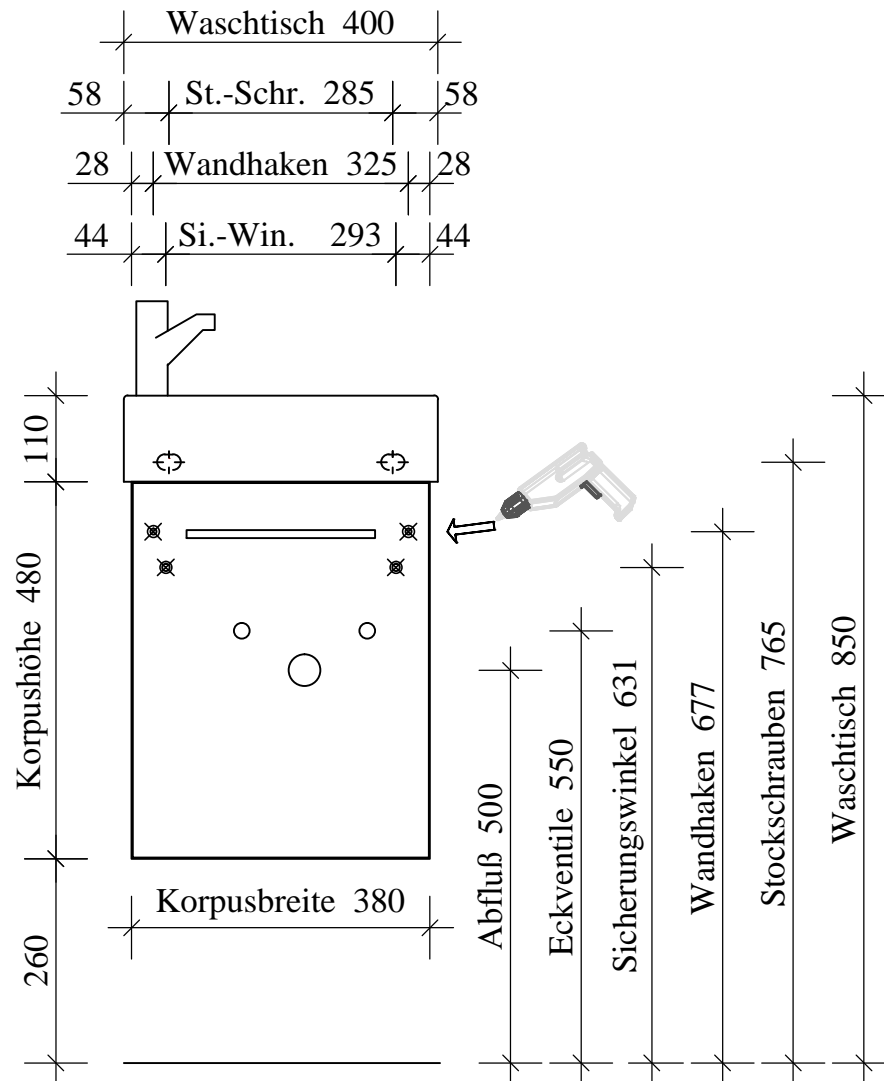 Waschtisch 400
58 St.-Schr. 285 58
28 Wandhaken 325 28
44 Si.-Win. 293 44
110
Korpushöhe 480
260
Korpusbreite 380
Abfluß 500
Eckventile 550
Sicherungswinkel 631
Wandhaken 677
Stockschrauben 765
Waschtisch 850